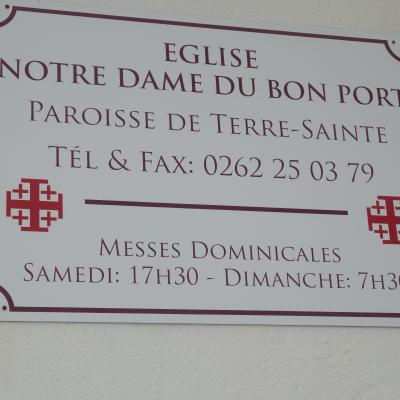 EGLISE
NOTRE DAME DU BON PORT
PAROISSE DE TERRE-SAINTE
TÉL & FAX: 0262 25 03 79
MESSES DOMINICALES
SAMEDI: 17H30 - DIMANCHE: 7H30